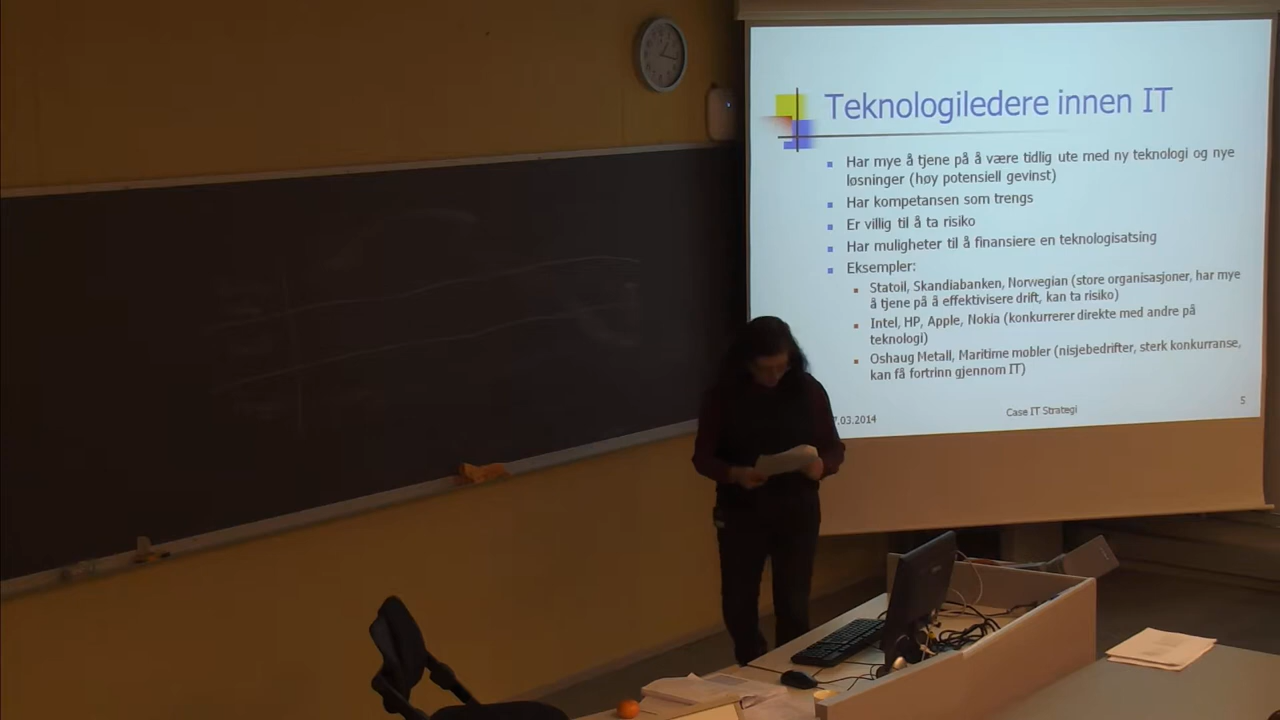 Teknologiledere innen IT
Har mye å tjene på å være tidlig ute med ny teknologi og nye
løsninger (høy potensiell gevinst)
Har kompetansen som trengs
Er villig til å ta risiko
Har muligheter til å finansiere en teknologisatsing
Eksempler:
Statoil, Skandiabanken, Norwegian (store organisasjoner, har mye
å tjene på å effektivisere drift, kan ta risiko)
Intel, HP, Apple, Nokia (konkurrerer direkte med andre på
teknologi)
Oshaug Metall, Maritime møbler (nisjebedrifter, sterk konkurranse,
kan få fortrinn gjennom IT)
7.03.2014
Case IT Strategi
5